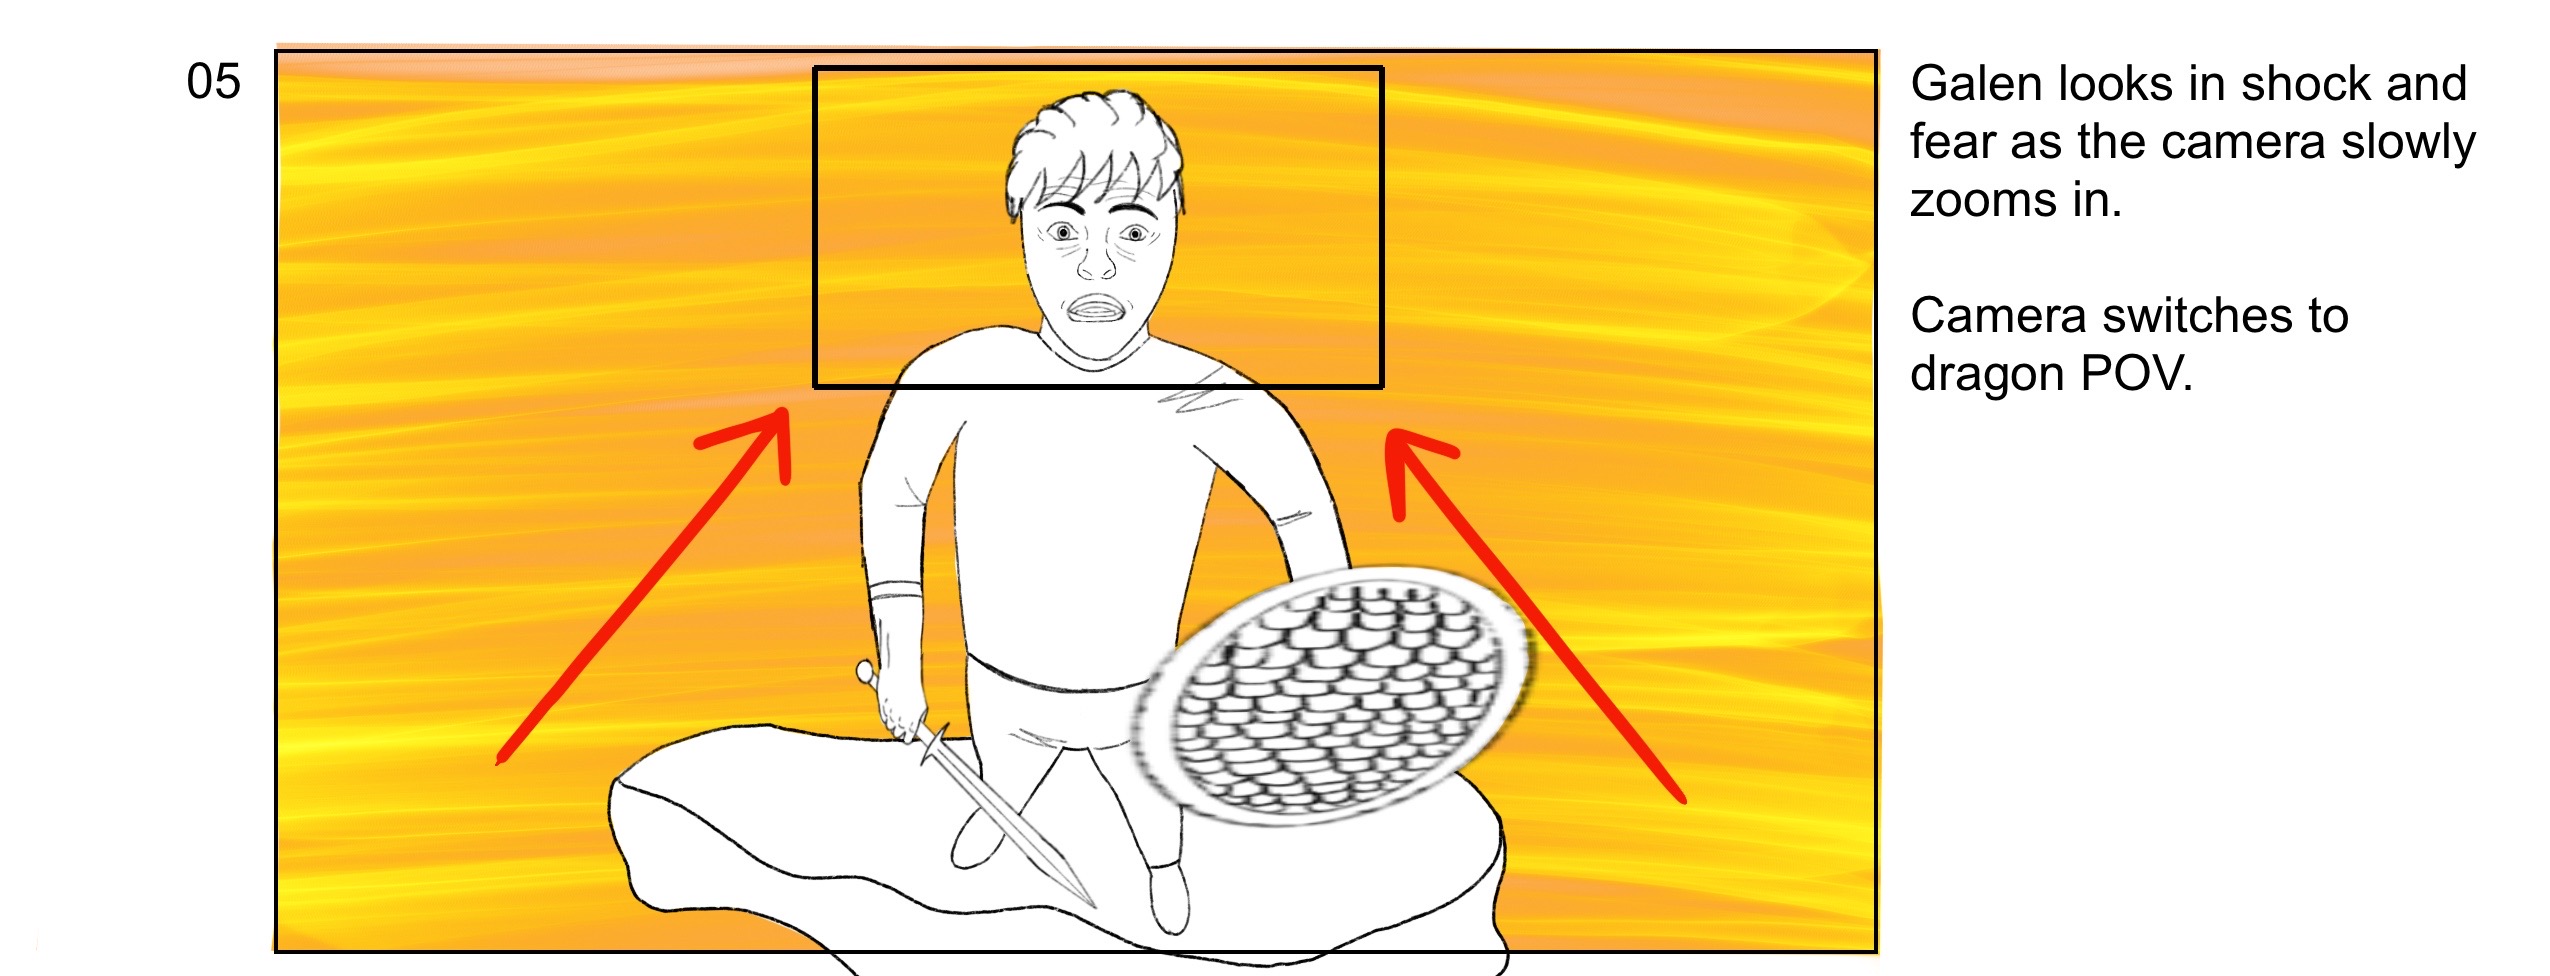 05
Galen looks in shock and
fear as the camera slowly
zooms in.
Camera switches to
dragon POV.